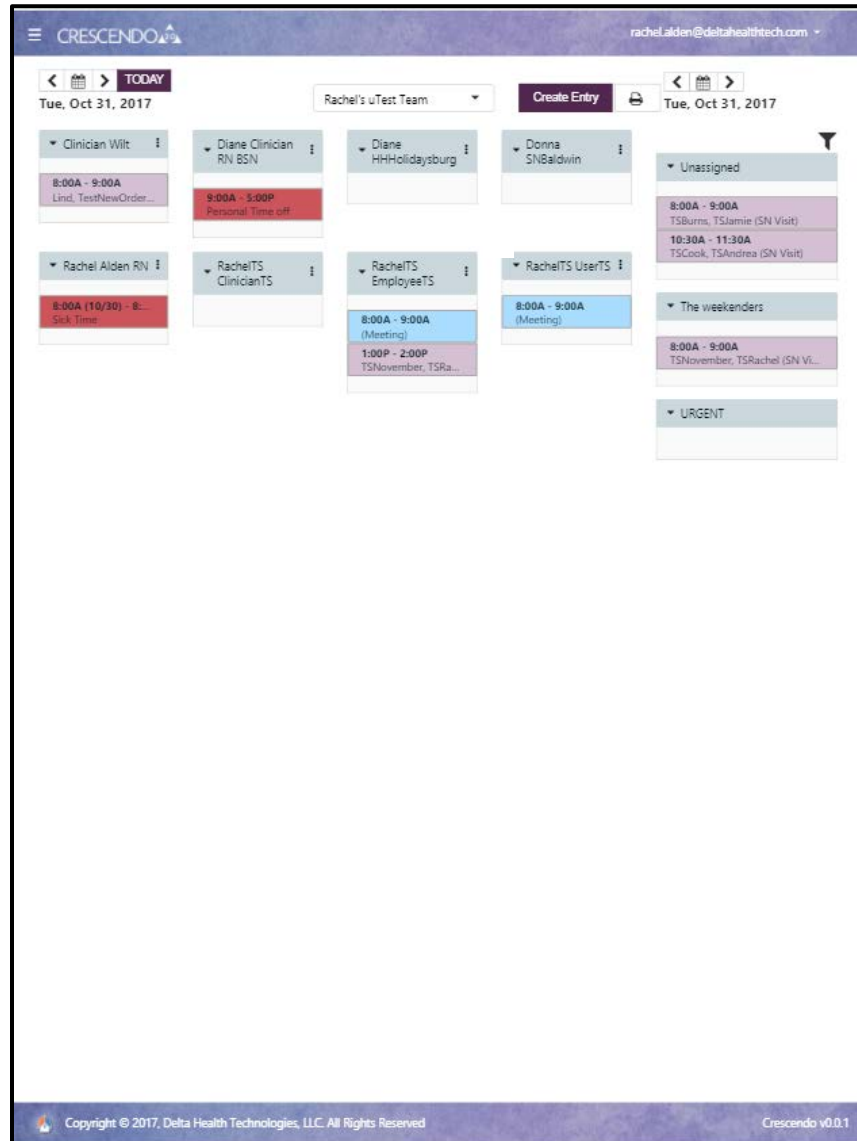 CRESCENDO
rachel.alden@deltahealthtech.com
TODAY
Tue, Oct 31, 2017
Rachel's uTest Team
Create Entry
Tue, Oct 31, 2017
Clinician Wilt
8:00A - 9:00A
Lind, TestNewOrder...
Diane Clinician
RN BSN
9:00A - 5:00P
Personal Time off
Diane
HHHolidaysburg
Donna
SNBaldwin
Rachel Alden RN
8:00A (10/30) - 8:...
Sick Time
RachelTS
ClinicianTS
RachelTS
EmployeeTS
8:00A - 9:00A
(Meeting)
1:00P - 2:00P
TSNovember, TSRa...
RachelTS UserTS
8:00A - 9:00A
(Meeting)
Unassigned
8:00A - 9:00A
TSBurns, TSJamie (SN Visit)
10:30A - 11:30A
TSCook, TSAndrea (SN Visit)
The weekenders
8:00A - 9:00A
TSNovember, TSRachel (SN Vi...
URGENT
Copyright © 2017, Delta Health Technologies, LLC. All Rights Reserved
Crescendo v0.0.1